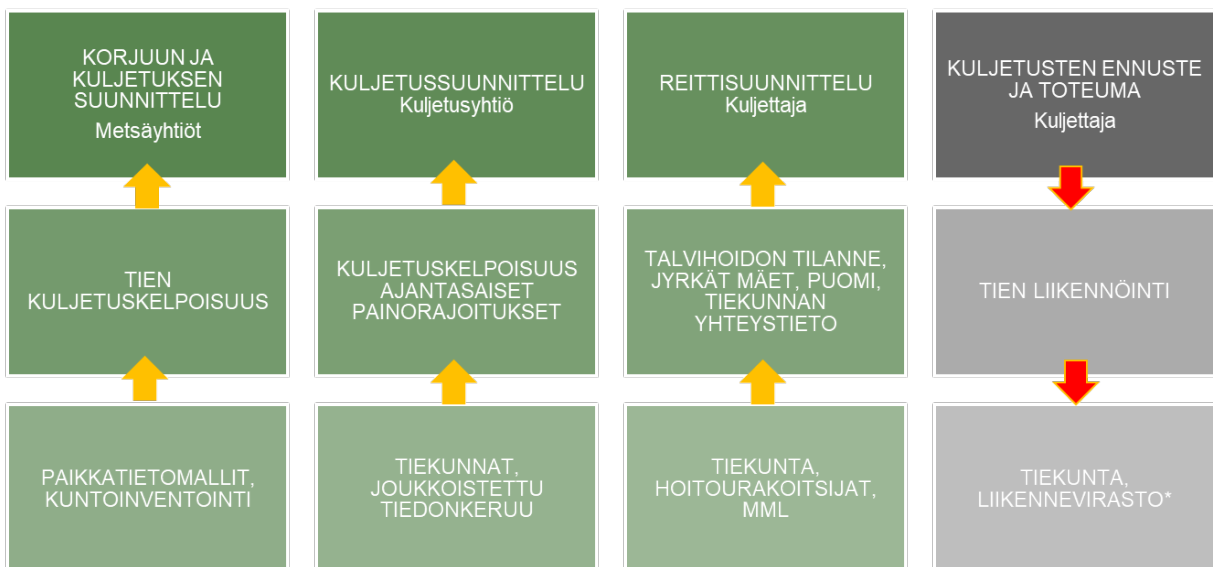 KORJUUN JA
KULJETUKSEN
SUUNNITTELU
Metsäyhtiöt
KULJETUSSUUNNITTELU
Kuljetusyhtiö
REITTISUUNNITTELU
Kuljettaja
KULJETUSTEN ENNUSTE
JA TOTEUMA
Kuljettaja
TIEN
KULJETUSKELPOISUUS
KULJETUSKELPOISUUS
AJANTASAISET
PAINORAJOITUKSET
TALVIHOIDON TILANNE,
JYRKÄT MÄET, PUOMI,
TIEKUNNAN
YHTEYSTIETO
TIEN LIIKENNÖINTI
PAIKKATIETOMALLIT,
KUNTOINVENTOINTI
TIEKUNNAT,
JOUKKOISTETTU
TIEDONKERUU
TIEKUNTA,
HOITOURAKOITSIJAT,
MML
TIEKUNTA,
LIIKENNEVIRASTO*